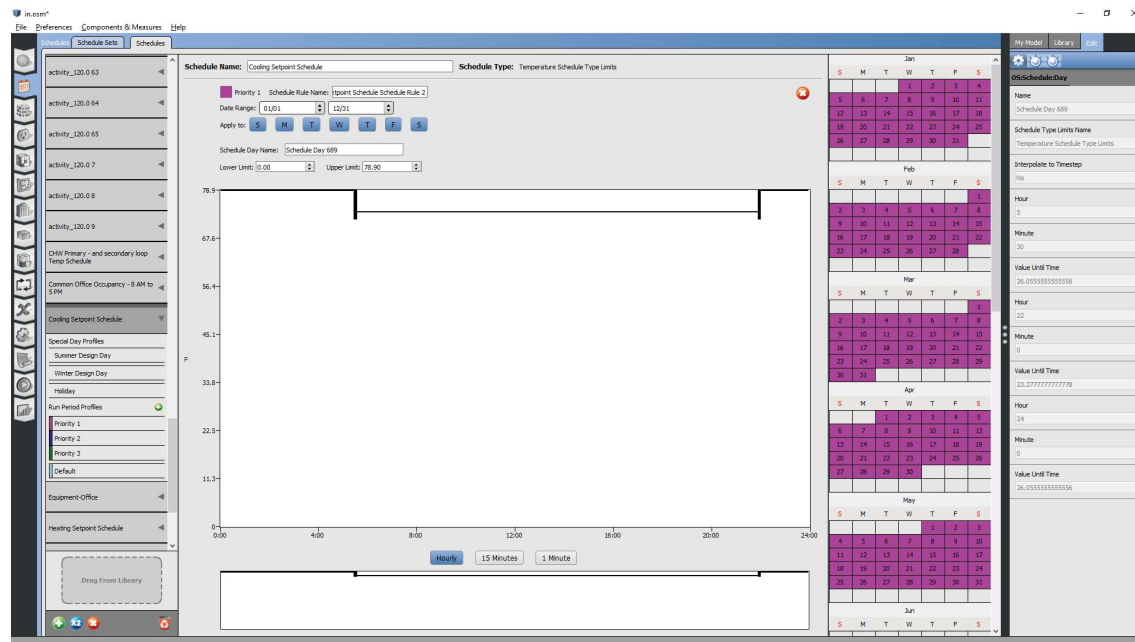 in.osm*
File Preferences Components & Measures Help
Schedules Schedule Sets Schedules
My Model Library Edit
activity_120.0 63
activity_120.0 64
activity_120.0 65
activity_120.0 7
activity_120.0 8
activity_120.0 9
CHW Primary - and secondary loop
Temp Schedule
Common Office Occupancy - 8 AM to
5 PM
Cooling Setpoint Schedule
Special Day Profiles
Summer Design Day
Winter Design Day
Holiday
Run Period Profiles
Priority 1
Priority 2
Priority 3
Default
Equipment-Office
Heating Setpoint Schedule
Drag From Library
X2
Schedule Name: Cooling Setpoint Schedule Schedule Type: Temperature Schedule Type Limits
Priority 1 Schedule Rule Name: tpoint Schedule Schedule Rule 2
Date Range: 01/01 12/31
Apply to: S M T W T F S
Schedule Day Name: Schedule Day 689
Lower Limit: 0.00 Upper Limit: 78.90
78.9
67.6
56.4
45.1
F
33.8
22.5
11.3
0
0:00 4:00 8:00 12:00 16:00 20:00 24:00
Hourly 15 Minutes 1 Minute
Jan
S M T W T F S
1 2 3 4
5 6 7 8 9 10 11
12 13 14 15 16 17 18
19 20 21 22 23 24 25
26 27 28 29 30 31
Feb
S M T W T F S
1
2 3 4 5 6 7 8
9 10 11 12 13 14 15
16 17 18 19 20 21 22
23 24 25 26 27 28
Mar
S M T W T F S
1
2 3 4 5 6 7 8
9 10 11 12 13 14 15
16 17 18 19 20 21 22
23 24 25 26 27 28 29
30 31
Apr
S M T W T F S
1 2 3 4 5
6 7 8 9 10 11 12
13 14 15 16 17 18 19
20 21 22 23 24 25 26
27 28 29 30
May
S M T W T F S
1 2 3
4 5 6 7 8 9 10
11 12 13 14 15 16 17
18 19 20 21 22 23 24
25 26 27 28 29 30 31
Jun
S M T W T F S
OS:Schedule:Day
Name
Schedule Day 689
Schedule Type Limits Name
Temperature Schedule Type Limits
Interpolate to Timestep
No
Hour
5
Minute
30
Value Until Time
26.0555555555556
Hour
22
Minute
0
Value Until Time
23.2777777777778
Hour
24
Minute
0
Value Until Time
26.0555555555556